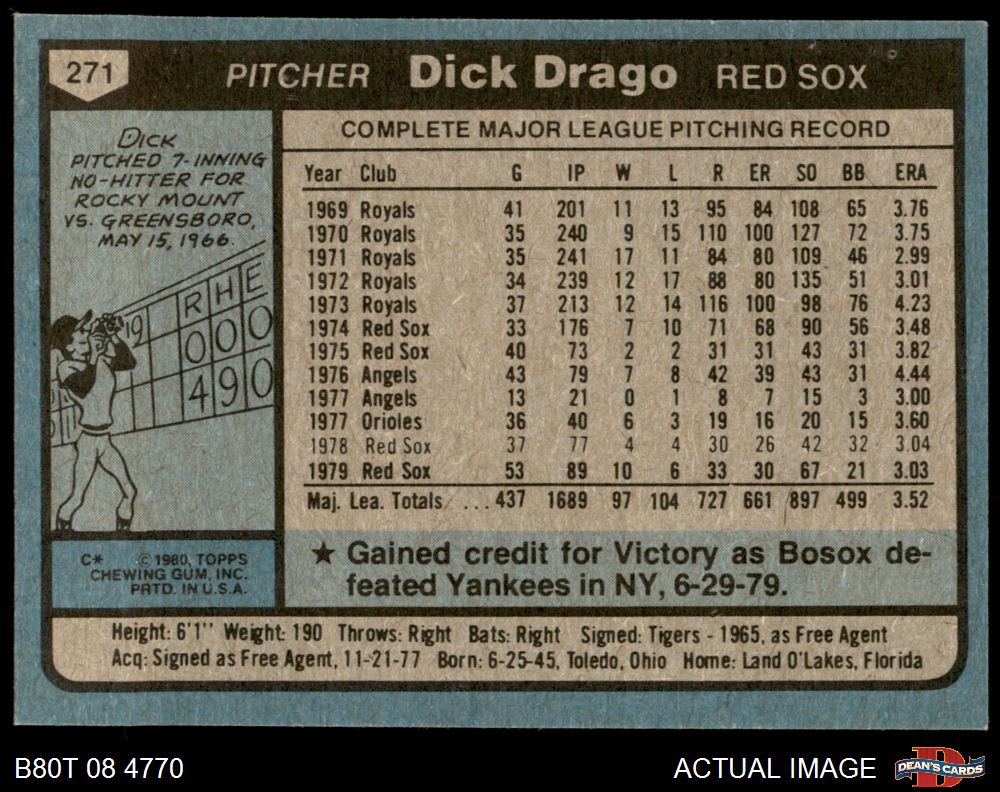 271
PITCHER Dick Drago RED SOX
DICK
PITCHED 7-INNING
NO-HITTER FOR
ROCKY MOUNT
VS. GREENSBORO,
MAY 15, 1966.
19 R H E
0 0 0
4 9 0
COMPLETE MAJOR LEAGUE PITCHING RECORD
Year Club G IP W L R ER SO BB ERA
1969 Royals 41 201 11 13 95 84 108 65 3.76
1970 Royals 35 240 9 15 110 100 127 72 3.75
1971 Royals 35 241 17 11 84 80 109 46 2.99
1972 Royals 34 239 12 17 88 80 135 51 3.01
1973 Royals 37 213 12 14 116 100 98 76 4.23
1974 Red Sox 33 176 7 10 71 68 90 56 3.48
1975 Red Sox 40 73 2 2 31 31 43 31 3.82
1976 Angels 43 79 7 8 42 39 43 31 4.44
1977 Angels 13 21 0 1 8 7 15 3 3.00
1977 Orioles 36 40 6 3 19 16 20 15 3.60
1978 Red Sox 37 77 4 4 30 26 42 32 3.04
1979 Red Sox 53 89 10 6 33 30 67 21 3.03
Maj. Lea. Totals ... 437 1689 97 104 727 661 897 499 3.52
C* © 1980, TOPPS
CHEWING GUM, INC.
PRTD. IN U.S.A.
★ Gained credit for Victory as Bosox de-
feated Yankees in NY, 6-29-79.
Height: 6'1" Weight: 190 Throws: Right Bats: Right Signed: Tigers - 1965, as Free Agent
Acq: Signed as Free Agent, 11-21-77 Born: 6-25-45, Toledo, Ohio Home: Land O'Lakes, Florida
B80T 08 4770
ACTUAL IMAGE
DEAN'S CARDS